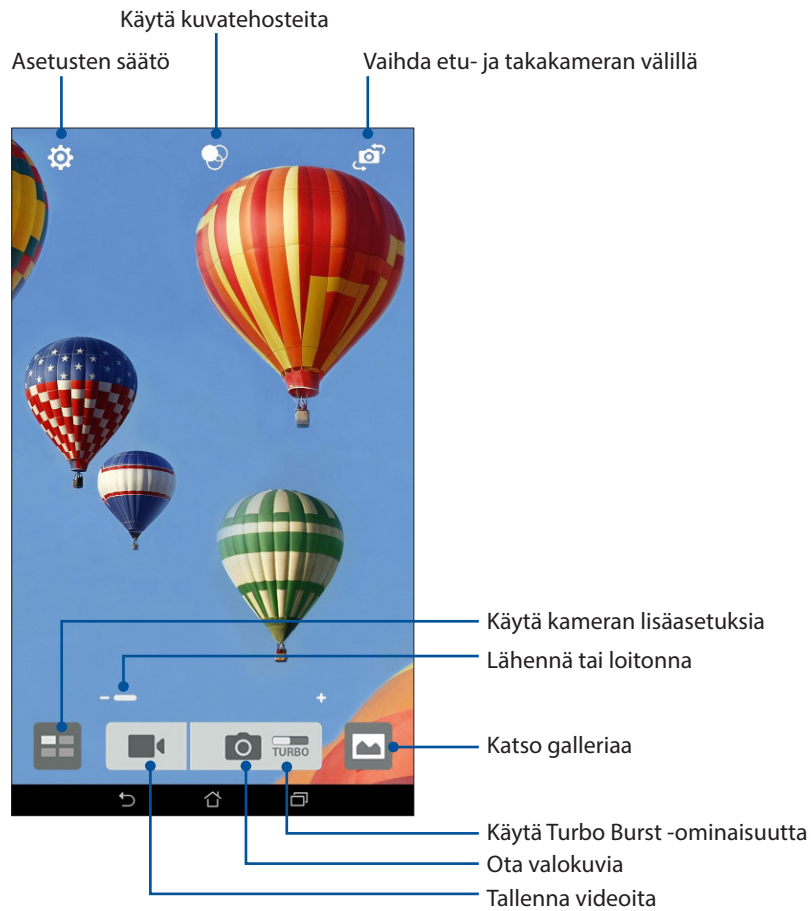 Käytä kuvatehosteita
Asetusten säätö
Vaihda etu- ja takakameran välillä
Käytä kameran lisäasetuksia
Lähennä tai loitonna
TURBO
Katso galleriaa
Käytä Turbo Burst -ominaisuutta
Ota valokuvia
Tallenna videoita